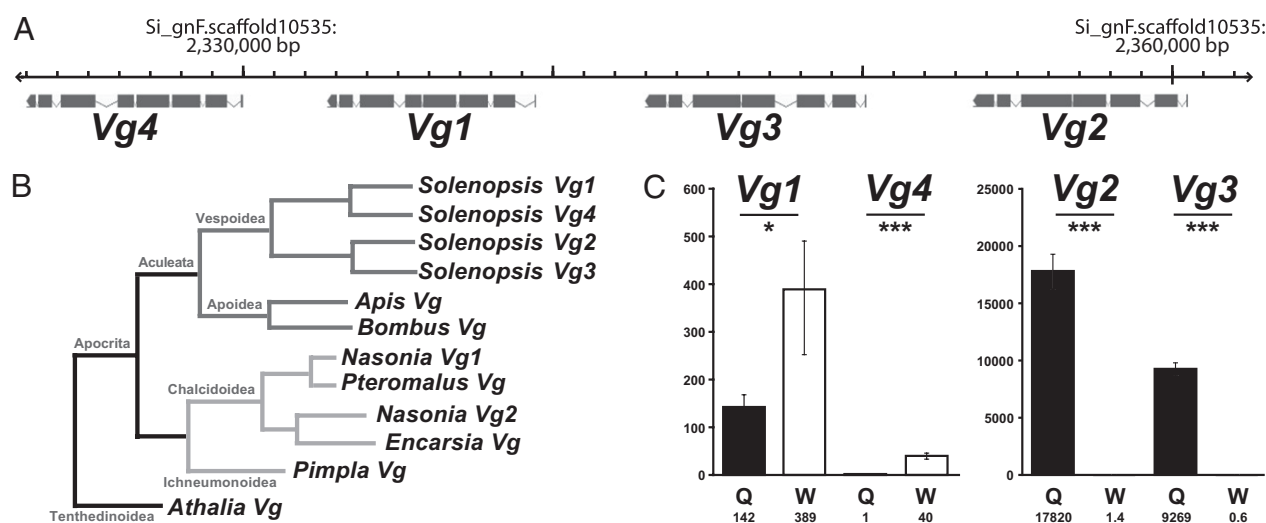 A
Si_gnF.scaffold10535:
2,330,000 bp
Si_gnF.scaffold10535:
2,360,000 bp
Vg4 Vg1 Vg3 Vg2
B
Solenopsis Vg1
Vespoidea
Solenopsis Vg4
Solenopsis Vg2
Aculeata
Solenopsis Vg3
Apoidea
Apis Vg
Bombus Vg
Apocrita
Nasonia Vg1
Chalcidoidea
Pteromalus Vg
Nasonia Vg2
Encarsia Vg
Pimpla Vg
Ichneumonoidea
Athalia Vg
Tenthedinoidea
C
Vg1 Vg4
* ***
600
500
400
300
200
100
0
Q W Q W
142 389 1 40
Vg2 Vg3
*** ***
25000
20000
15000
10000
5000
0
Q W Q W
17820 1.4 9269 0.6